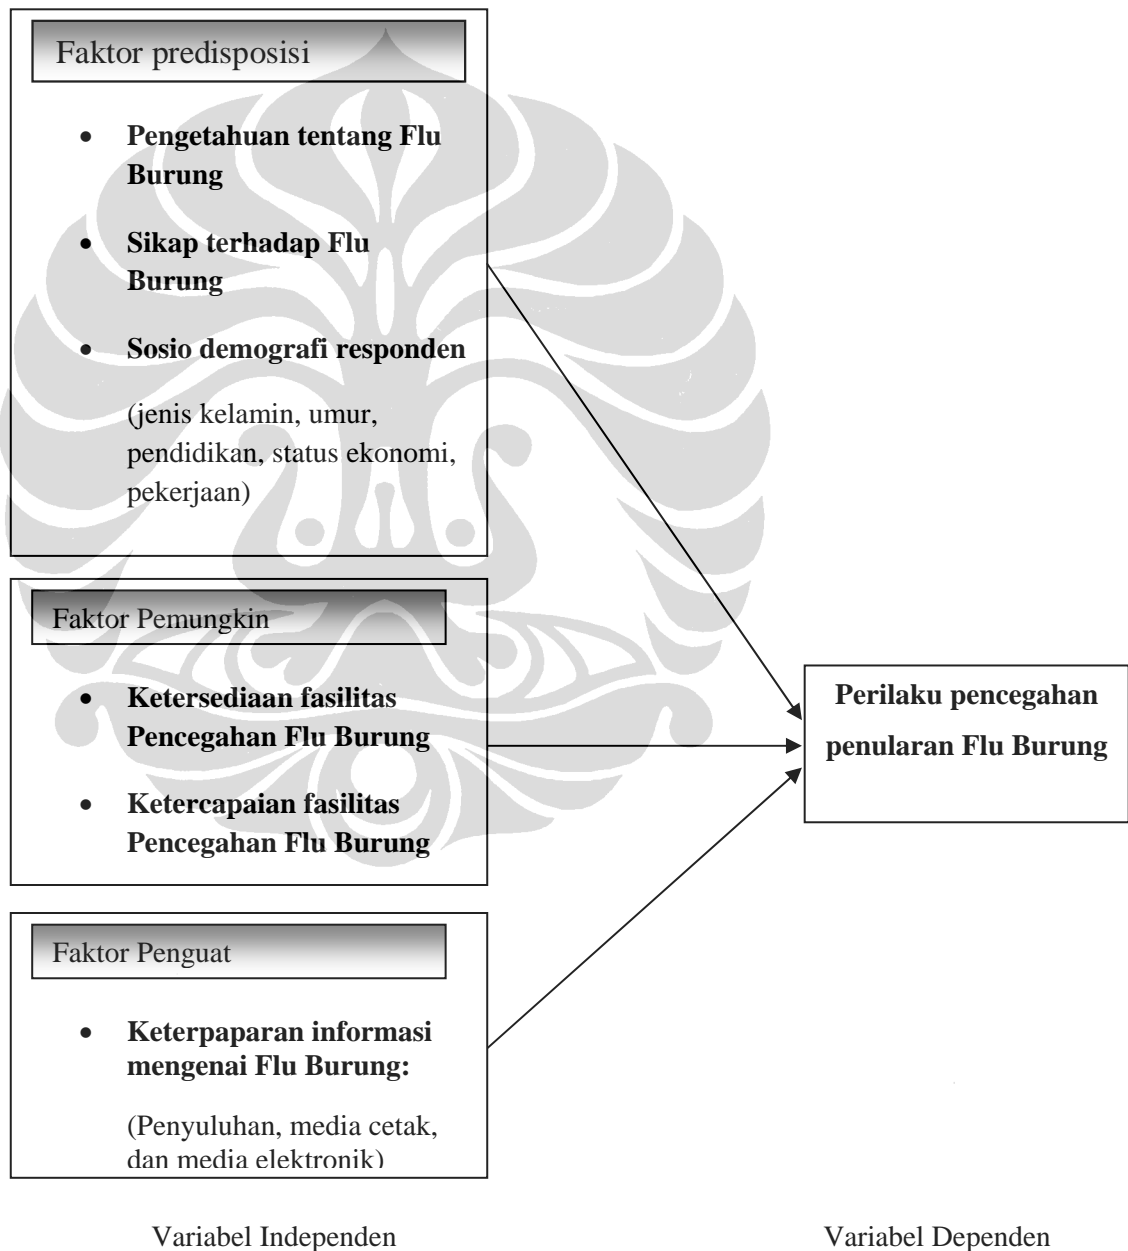 Faktor predisposisi
• Pengetahuan tentang Flu
Burung
• Sikap terhadap Flu
Burung
• Sosio demografi responden
(jenis kelamin, umur,
pendidikan, status ekonomi,
pekerjaan)
Faktor Pemungkin
• Ketersediaan fasilitas
Pencegahan Flu Burung
• Ketercapaian fasilitas
Pencegahan Flu Burung
Faktor Penguat
• Keterpaparan informasi
mengenai Flu Burung:
(Penyuluhan, media cetak,
dan media elektronik)
Perilaku pencegahan
penularan Flu Burung
Variabel Independen
Variabel Dependen